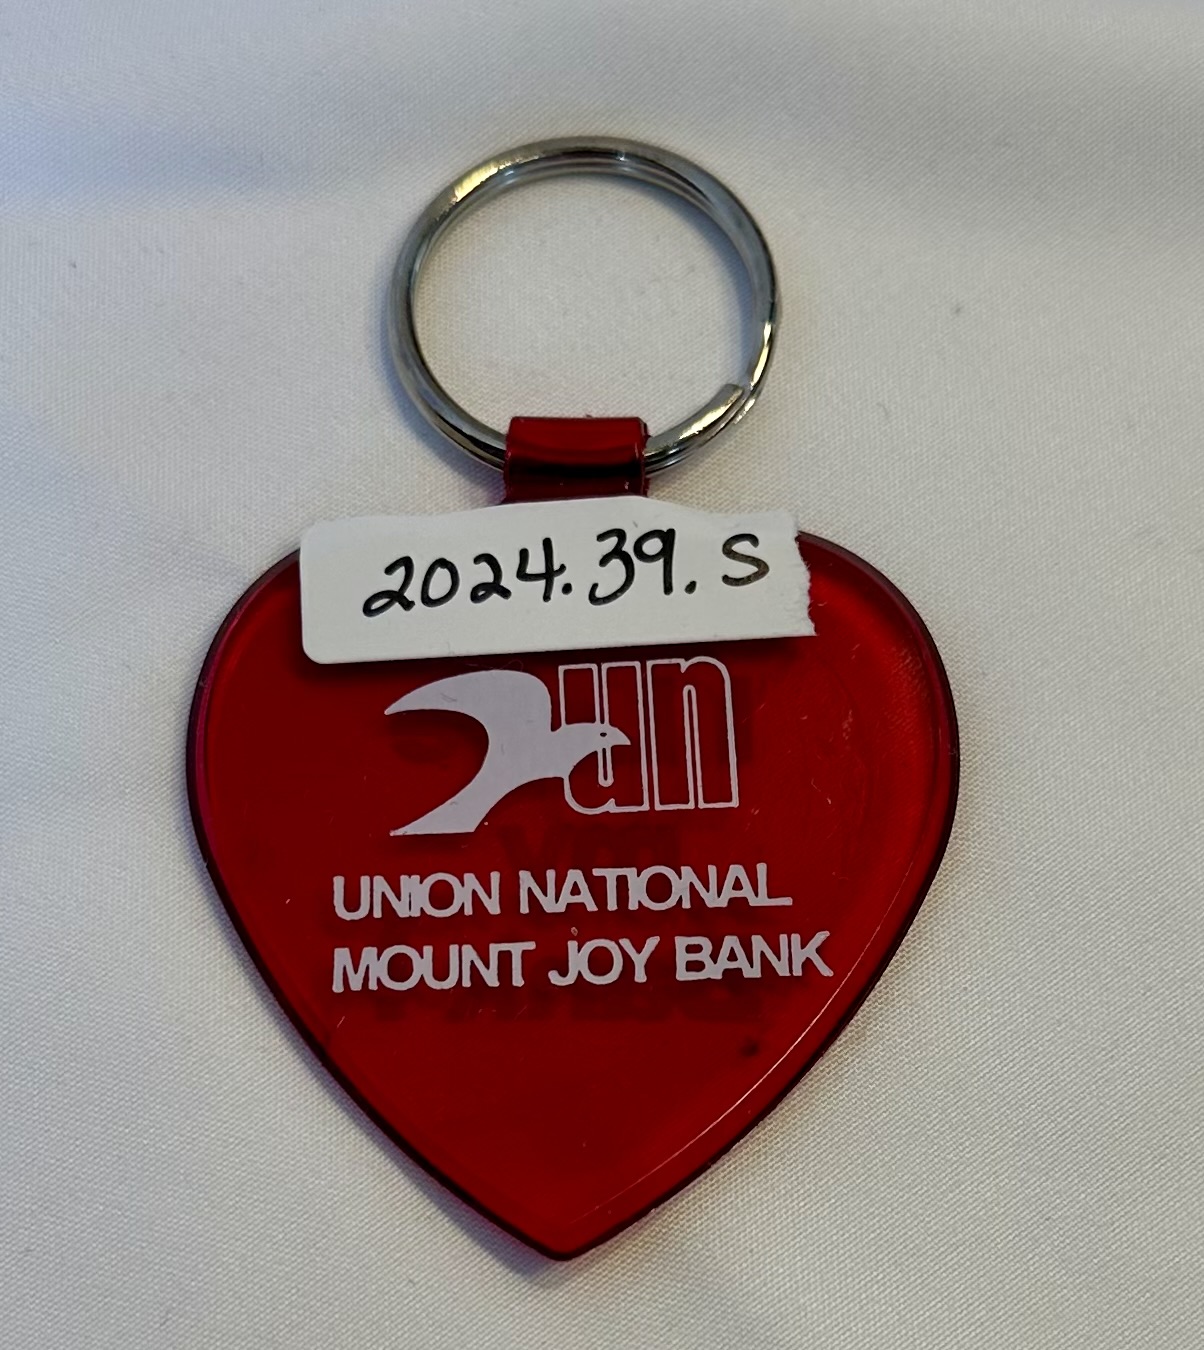 2024.39.S
un
UNION NATIONAL
MOUNT JOY BANK